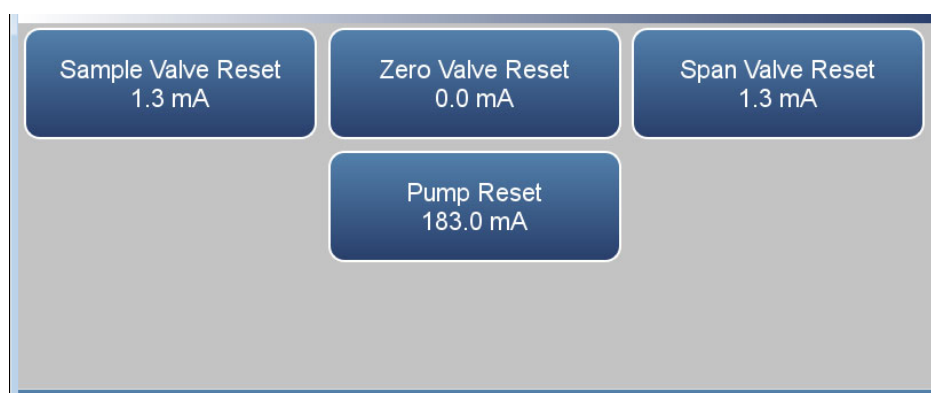 Sample Valve Reset
1.3 mA
Zero Valve Reset
0.0 mA
Span Valve Reset
1.3 mA
Pump Reset
183.0 mA